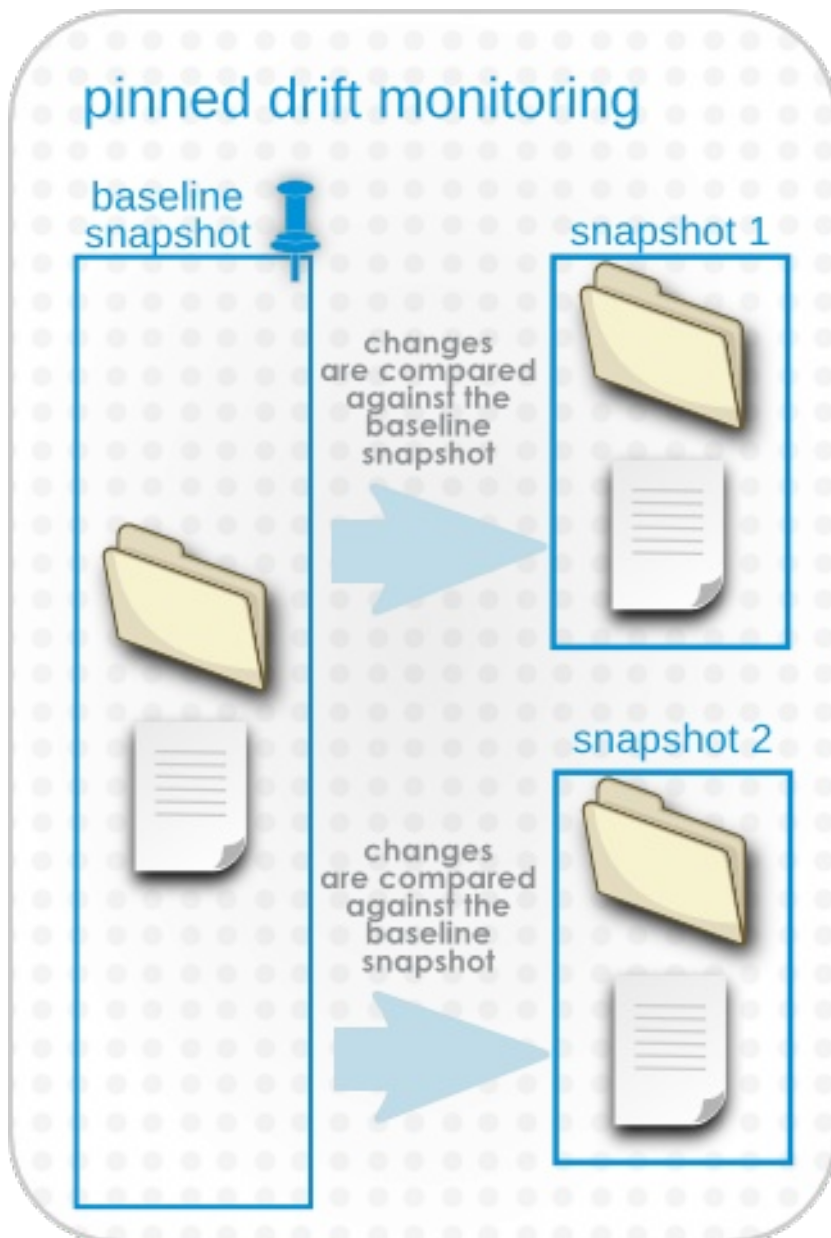 pinned drift monitoring
baseline
snapshot
snapshot 1
changes
are compared
against the
baseline
snapshot
snapshot 2
changes
are compared
against the
baseline
snapshot